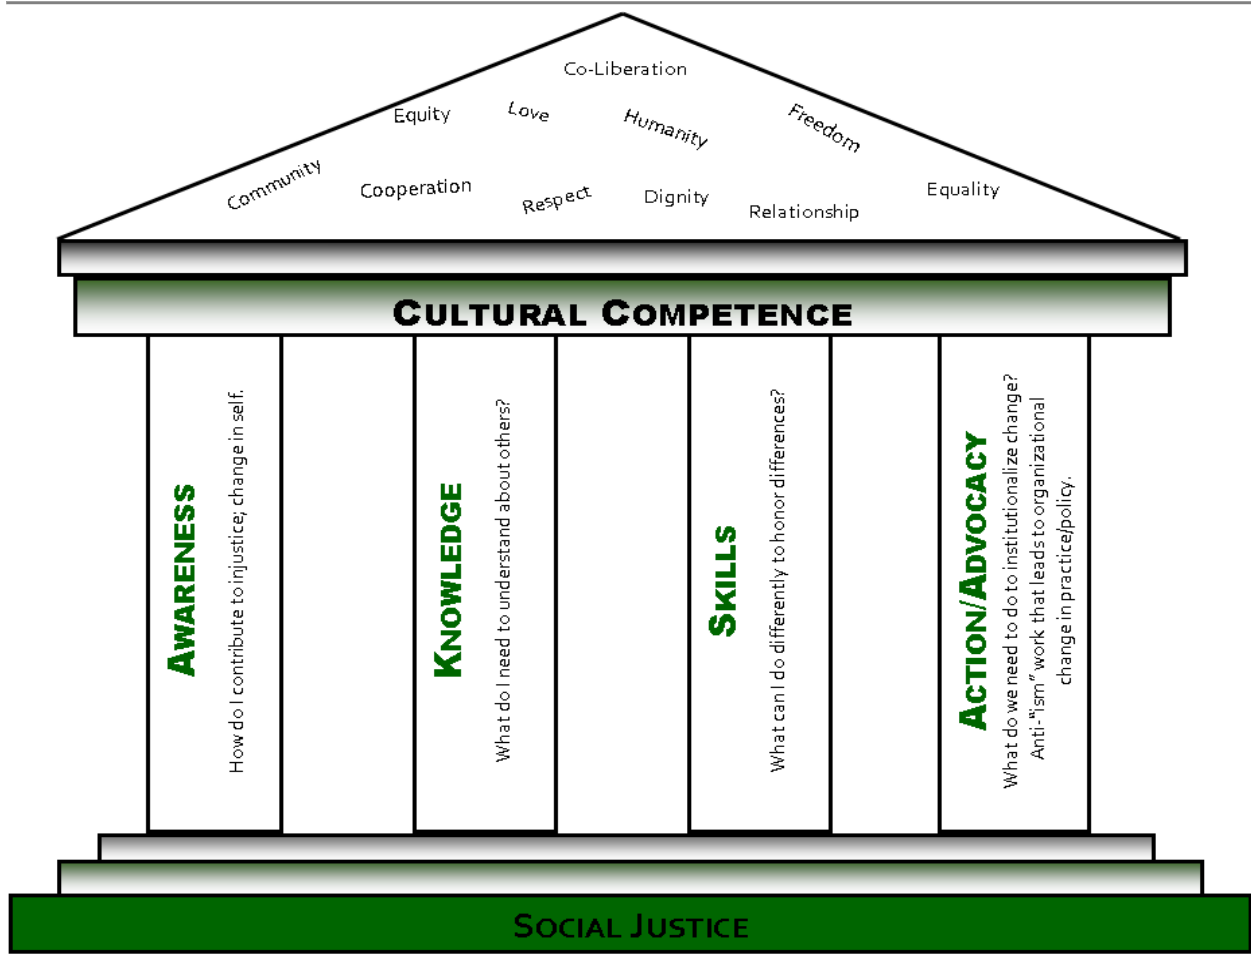 Co-Liberation
Equity
Love
Humanity
Freedom
Community
Cooperation
Respect
Dignity
Relationship
Equality
CULTURAL COMPETENCE
AWARENESS
How do I contribute to injustice; change in self.
KNOWLEDGE
What do I need to understand about others?
SKILLS
What can I do differently to honor differences?
ACTION/ADVOCACY
What do we need to do to institutionalize change?
Anti-"ism" work that leads to organizational
change in practice/policy.
SOCIAL JUSTICE